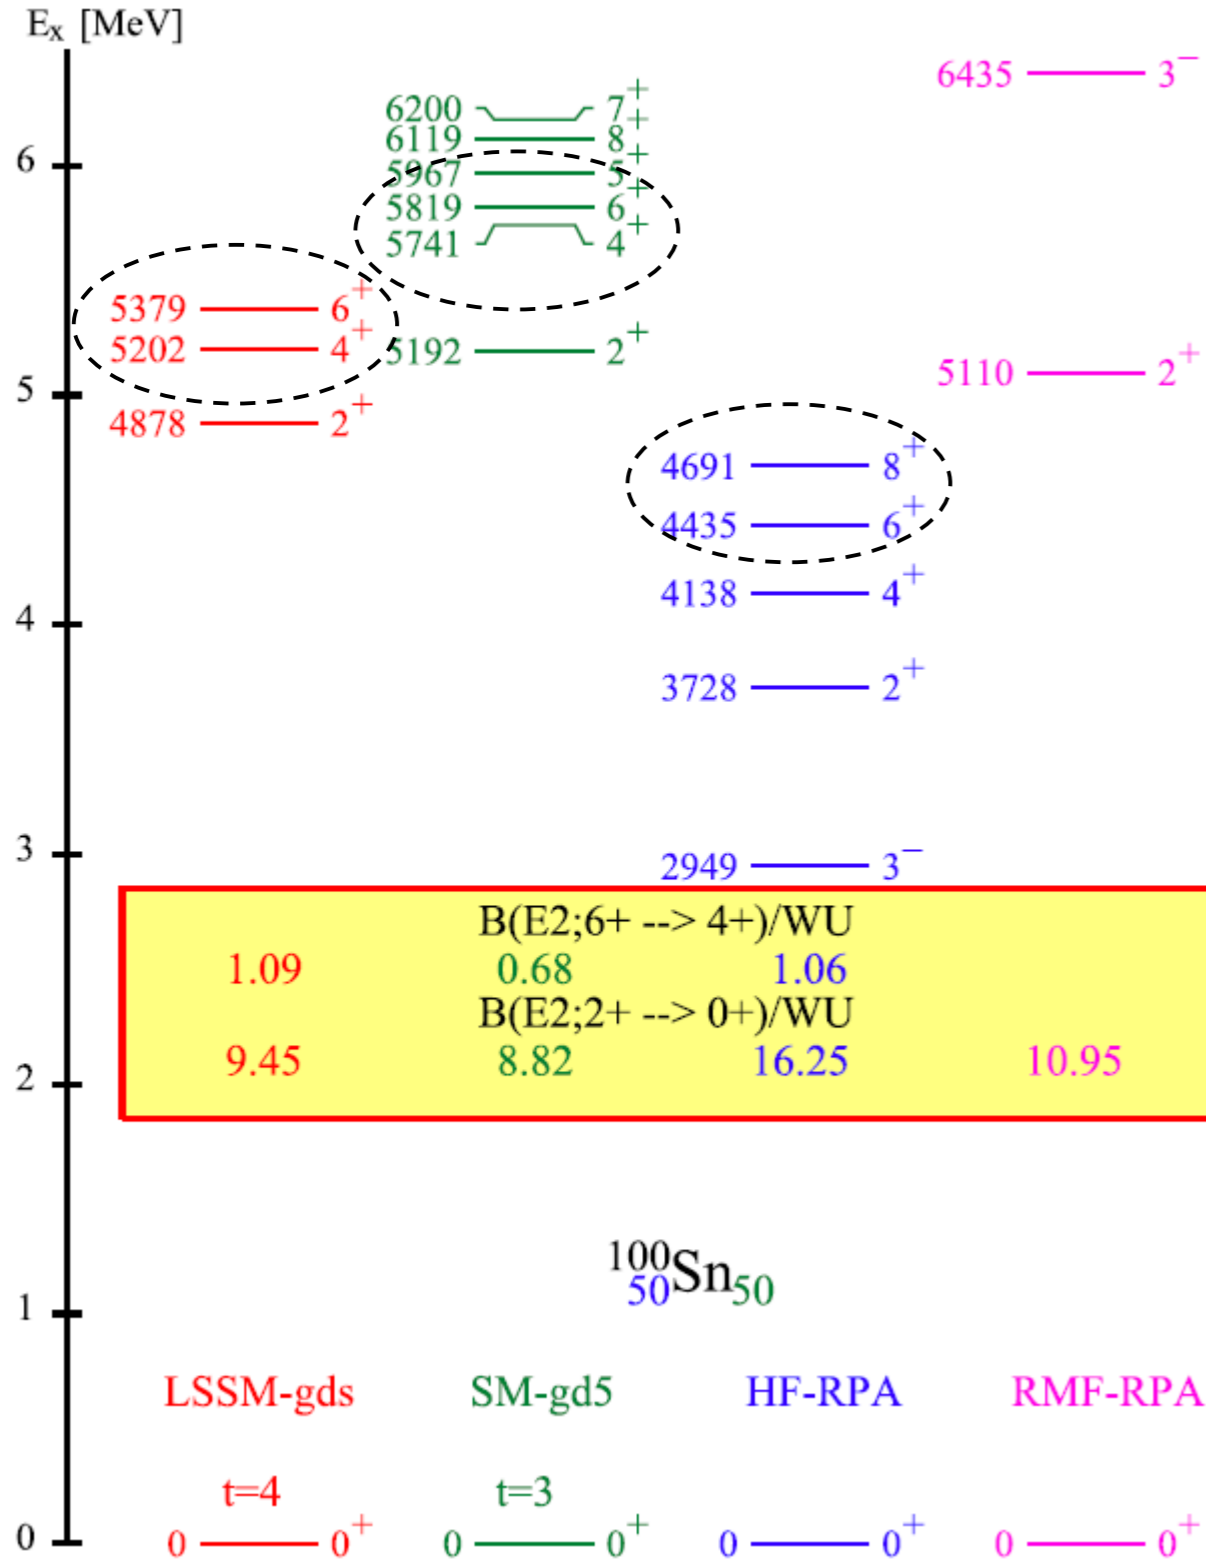 Eₓ [MeV]
6435 3⁻
6200 7⁺
6119 8⁺
6
5967 5⁺
5819 6⁺
5741 4⁺
5379 6⁺
5202 4⁺
5192 2⁺
5110 2⁺
5
4878 2⁺
4691 8⁺
4435 6⁺
4138 4⁺
4
3728 2⁺
3
2949 3⁻
B(E2;6+ --> 4+)/WU
1.09 0.68 1.06
B(E2;2+ --> 0+)/WU
9.45 8.82 16.25 10.95
2
¹⁰⁰₅₀Sn₅₀
1
LSSM-gds SM-gd5 HF-RPA RMF-RPA
t=4 t=3
0 0 0⁺ 0 0⁺ 0 0⁺ 0 0⁺